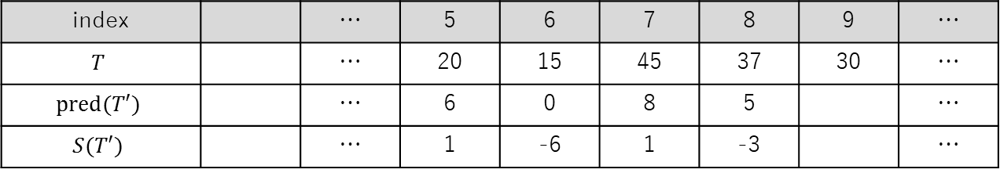 index ⋯ 5 6 7 8 9 ⋯
T ⋯ 20 15 45 37 30 ⋯
pred(T′) ⋯ 6 0 8 5 ⋯
S(T′) ⋯ 1 -6 1 -3 ⋯